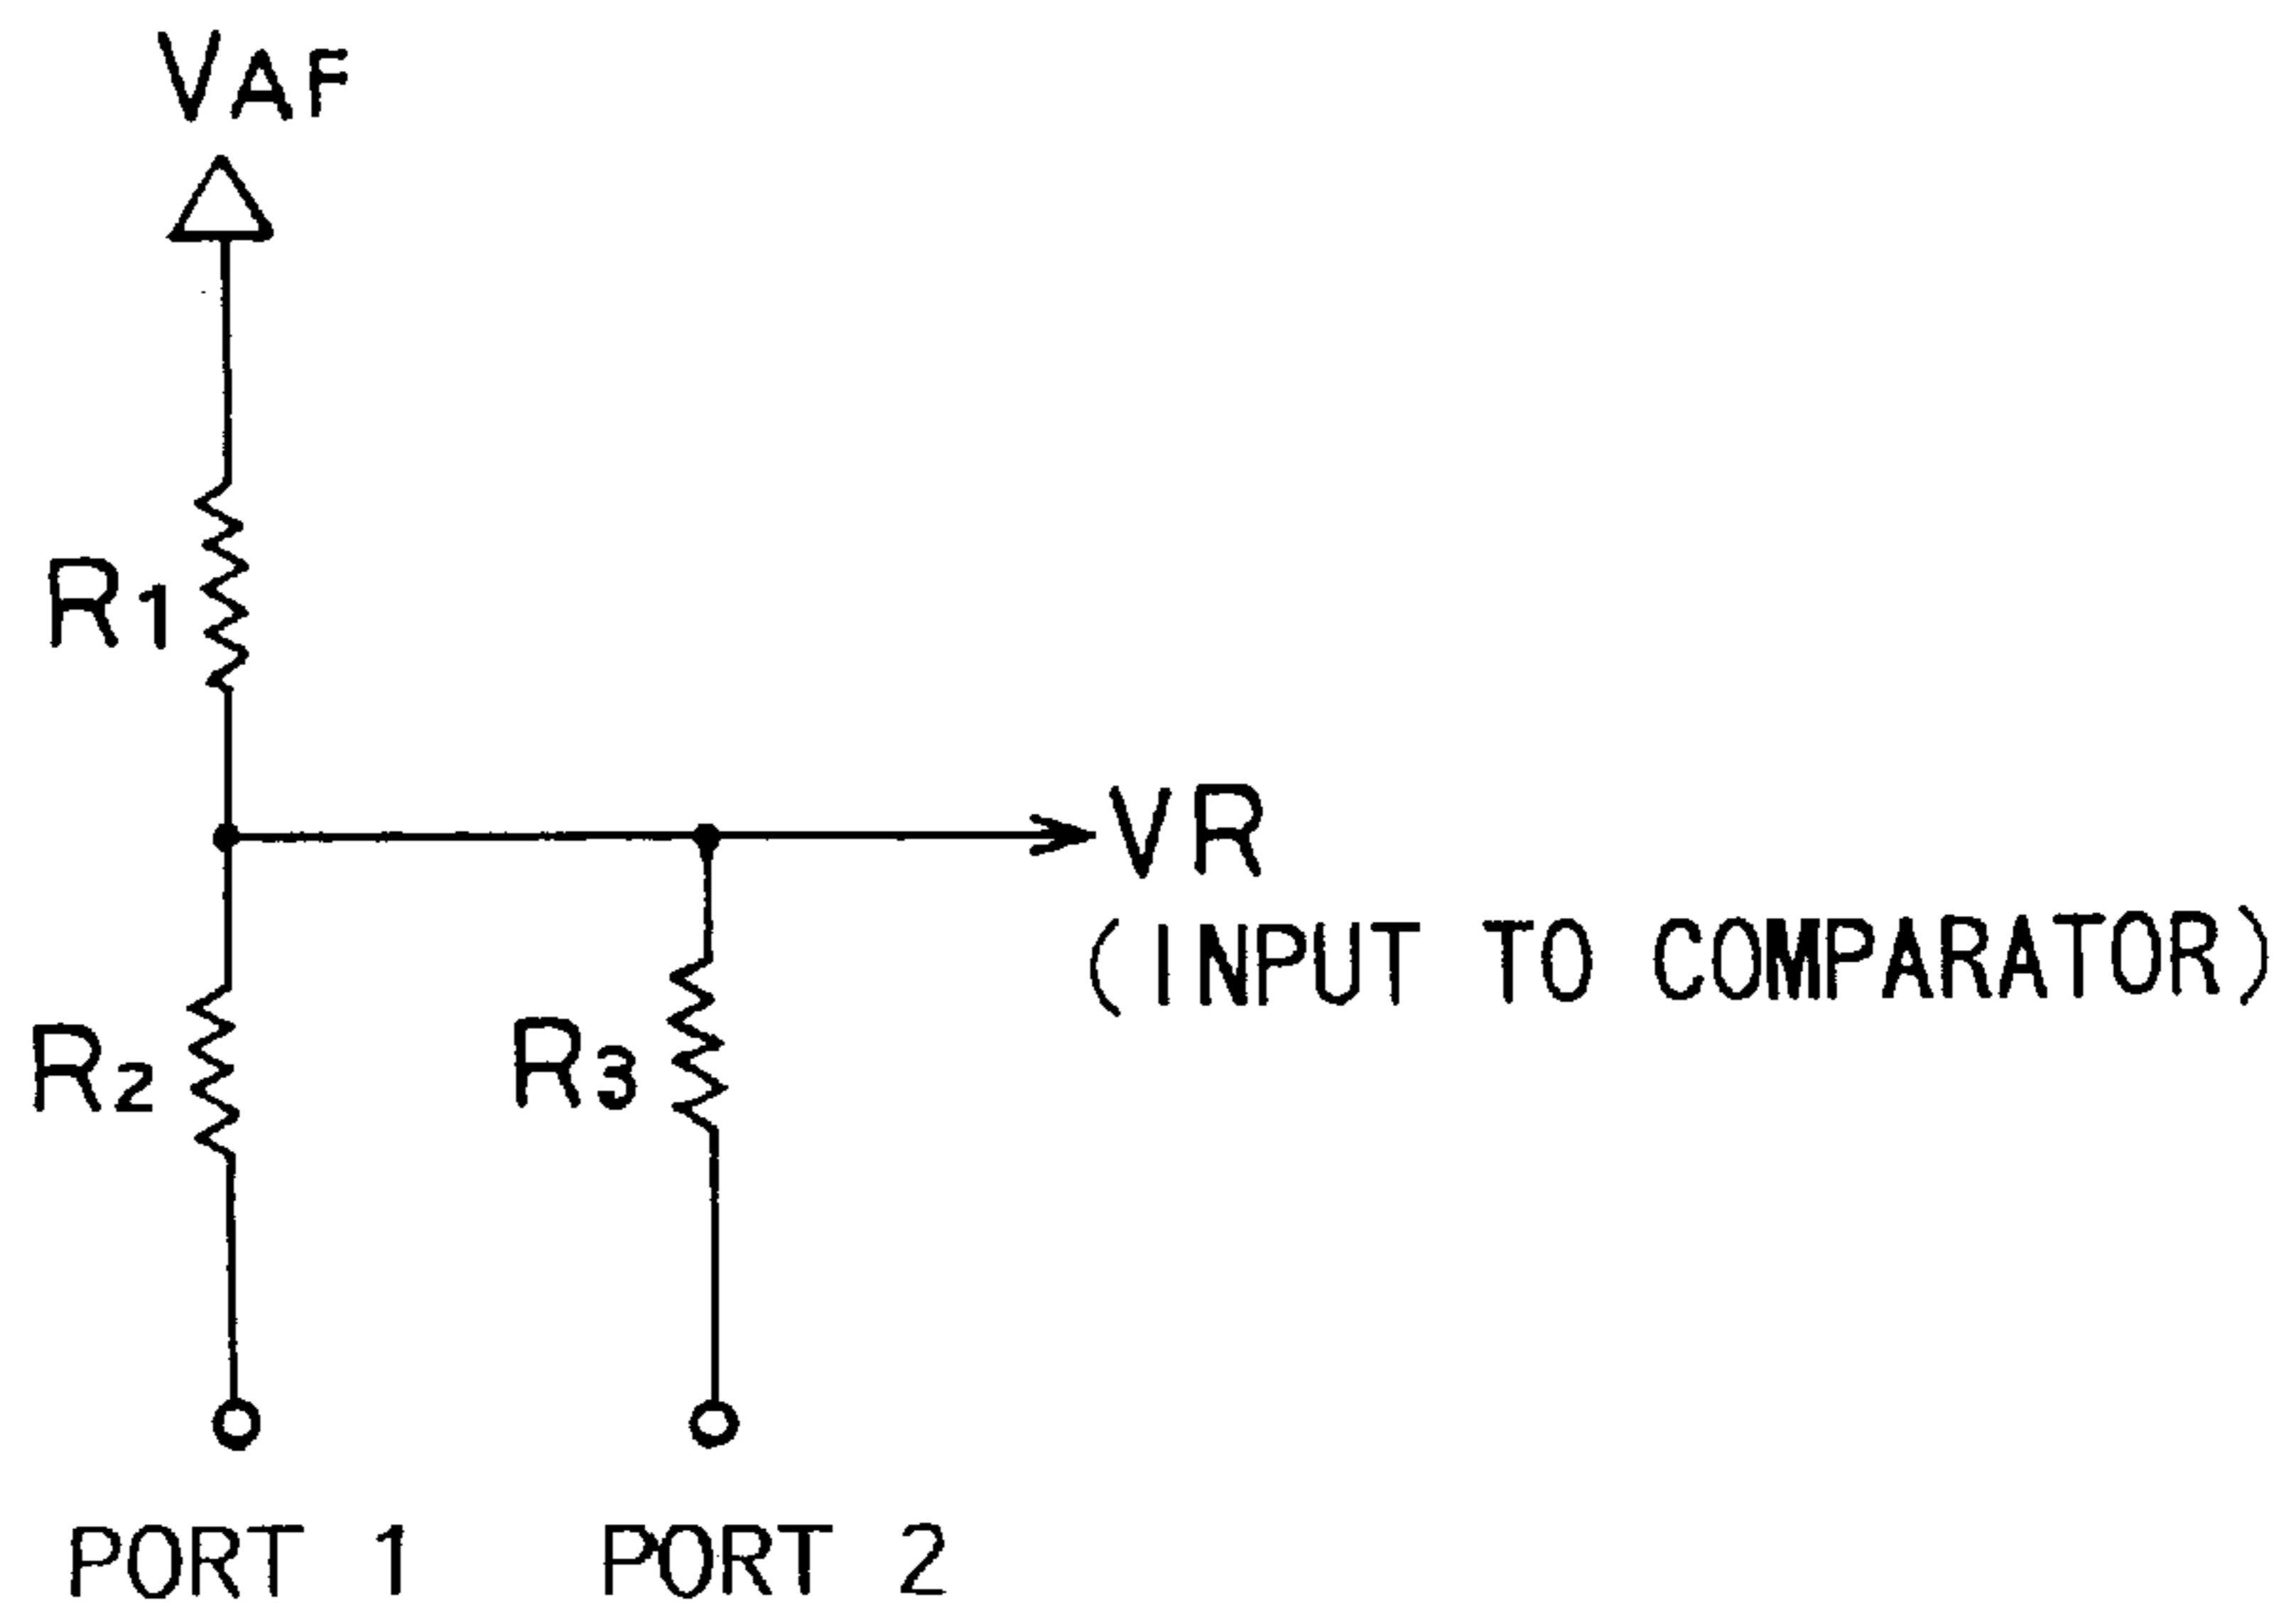 VAF
R1
VR
(INPUT TO COMPARATOR)
R2
R3
PORT 1
PORT 2